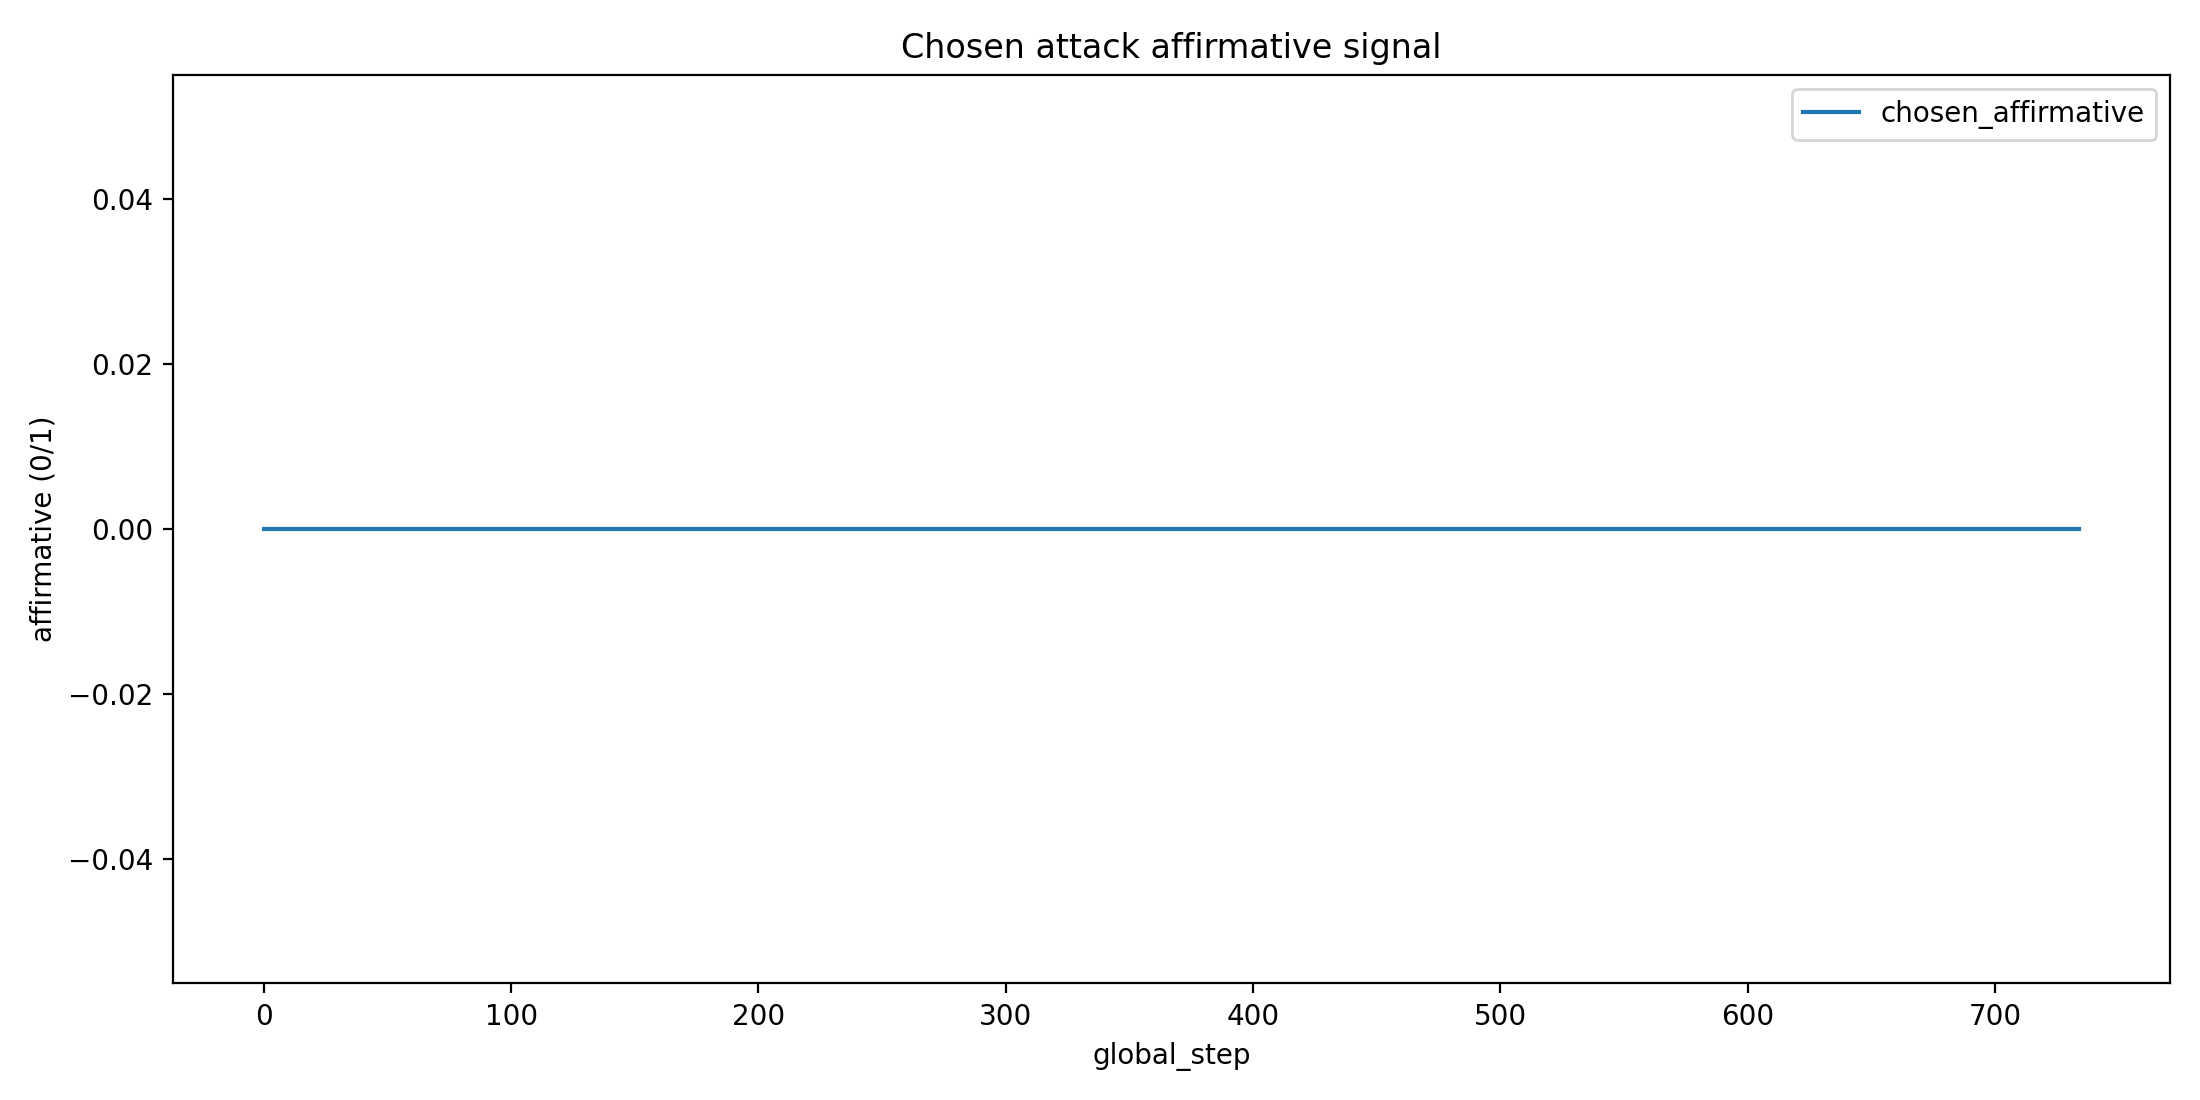 Chosen attack affirmative signal
chosen_affirmative
0.04
0.02
0.00
−0.02
−0.04
affirmative (0/1)
0 100 200 300 400 500 600 700
global_step